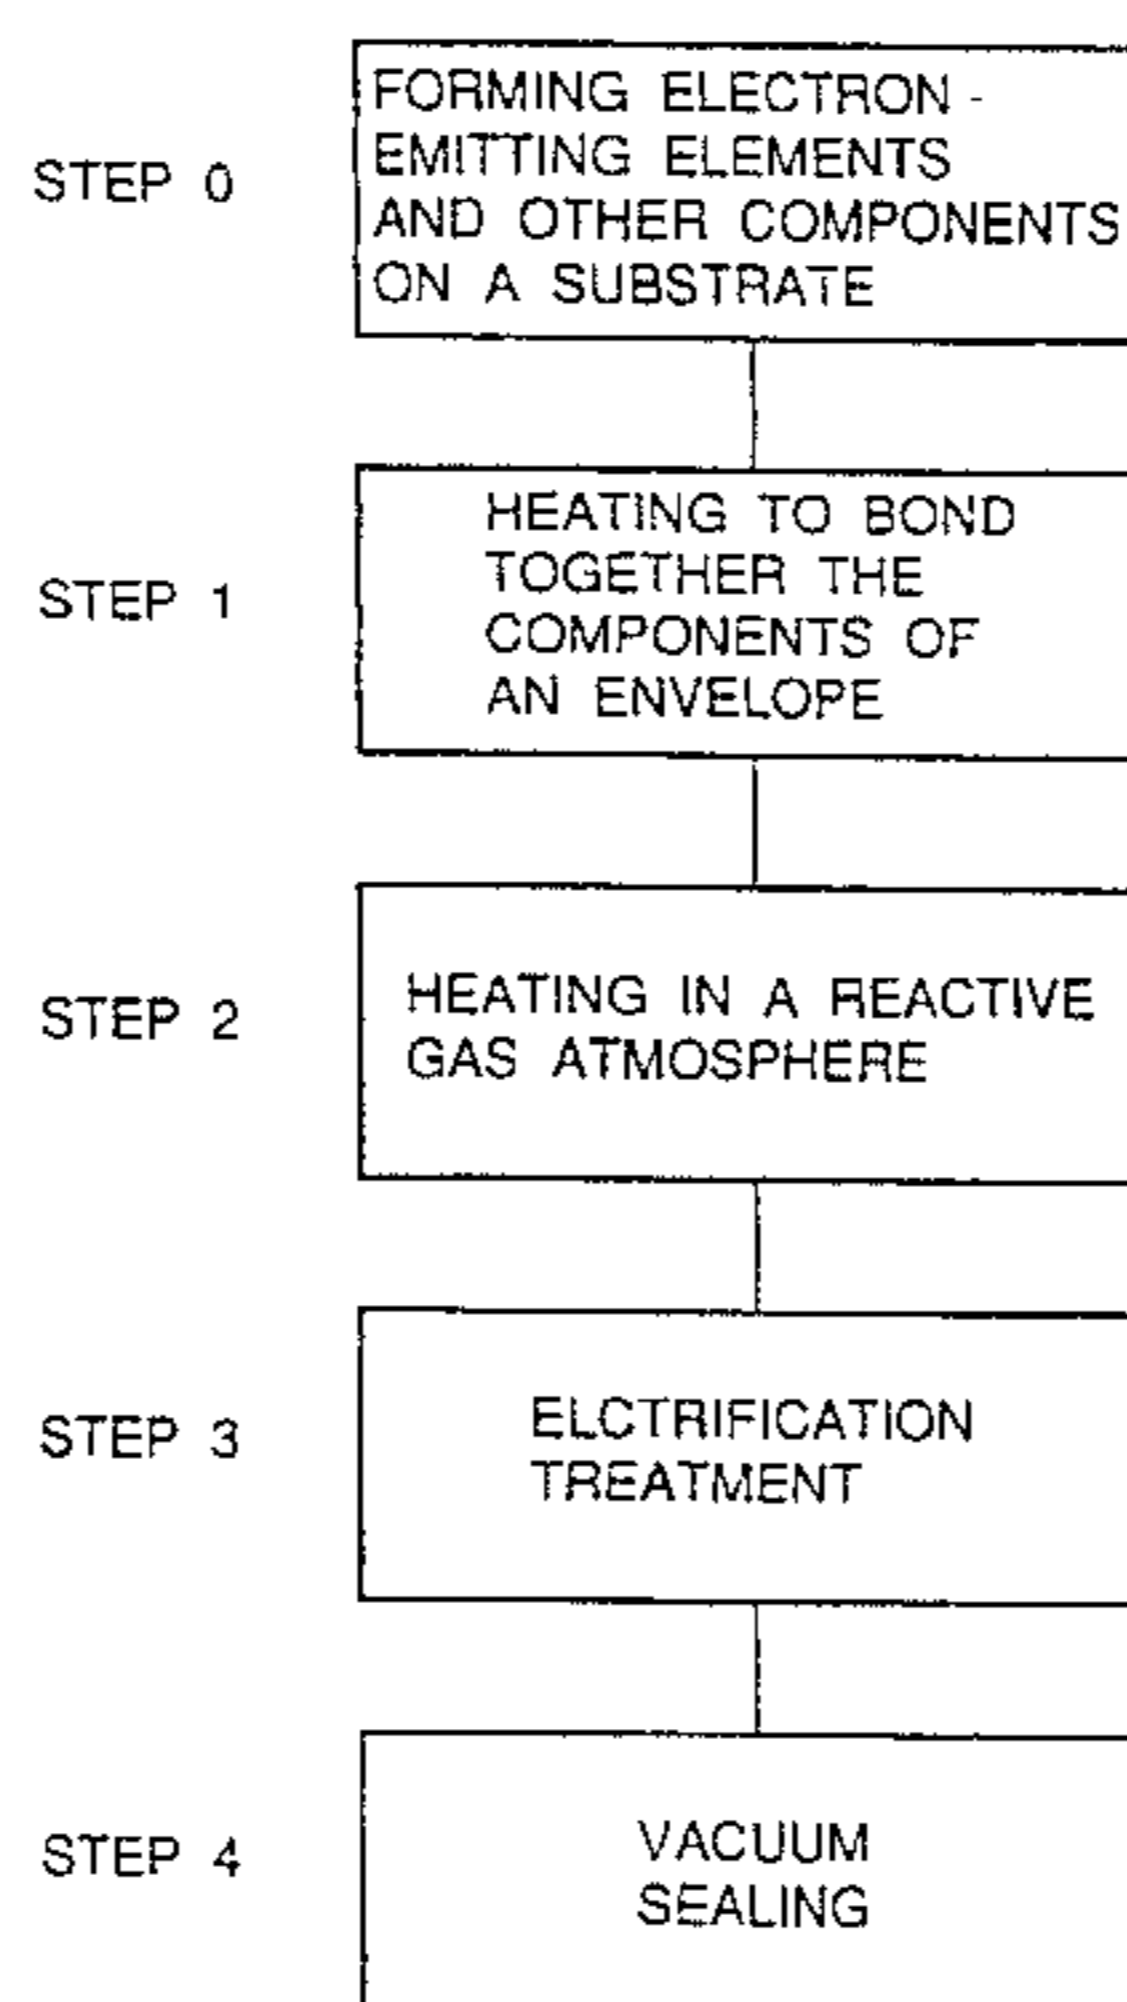 STEP 0
FORMING ELECTRON-
EMITTING ELEMENTS
AND OTHER COMPONENTS
ON A SUBSTRATE
STEP 1
HEATING TO BOND
TOGETHER THE
COMPONENTS OF
AN ENVELOPE
STEP 2
HEATING IN A REACTIVE
GAS ATMOSPHERE
STEP 3
ELCTRIFICATION
TREATMENT
STEP 4
VACUUM
SEALING